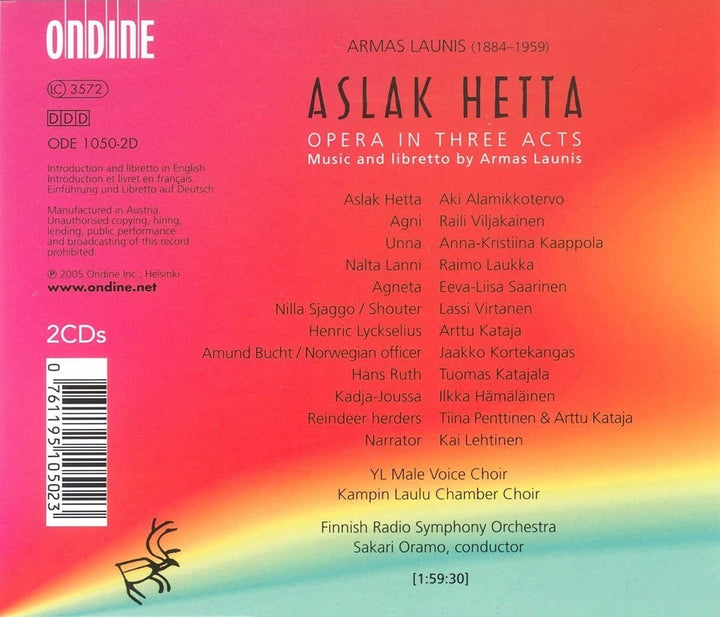 ONDINE
LC 3572
DDD
ODE 1050-2D
Introduction and libretto in English
Introduction et livret en français
Einführung und Libretto auf Deutsch
Manufactured in Austria.
Unauthorised copying, hiring,
lending, public performance
and broadcasting of this record
prohibited.
℗ 2005 Ondine Inc., Helsinki
www.ondine.net
2CDs
0 761195 105023
ARMAS LAUNIS (1884–1959)
ASLAK HETTA
OPERA IN THREE ACTS
Music and libretto by Armas Launis
Aslak Hetta Aki Alamikkotervo
Agni Raili Viljakainen
Unna Anna-Kristiina Kaappola
Nalta Lanni Raimo Laukka
Agneta Eeva-Liisa Saarinen
Nilla Sjaggo / Shouter Lassi Virtanen
Henric Lyckselius Arttu Kataja
Amund Bucht / Norwegian officer Jaakko Kortekangas
Hans Ruth Tuomas Katajala
Kadja-Joussa Ilkka Hämäläinen
Reindeer herders Tiina Penttinen & Arttu Kataja
Narrator Kai Lehtinen
YL Male Voice Choir
Kampin Laulu Chamber Choir
Finnish Radio Symphony Orchestra
Sakari Oramo, conductor
[1:59:30]